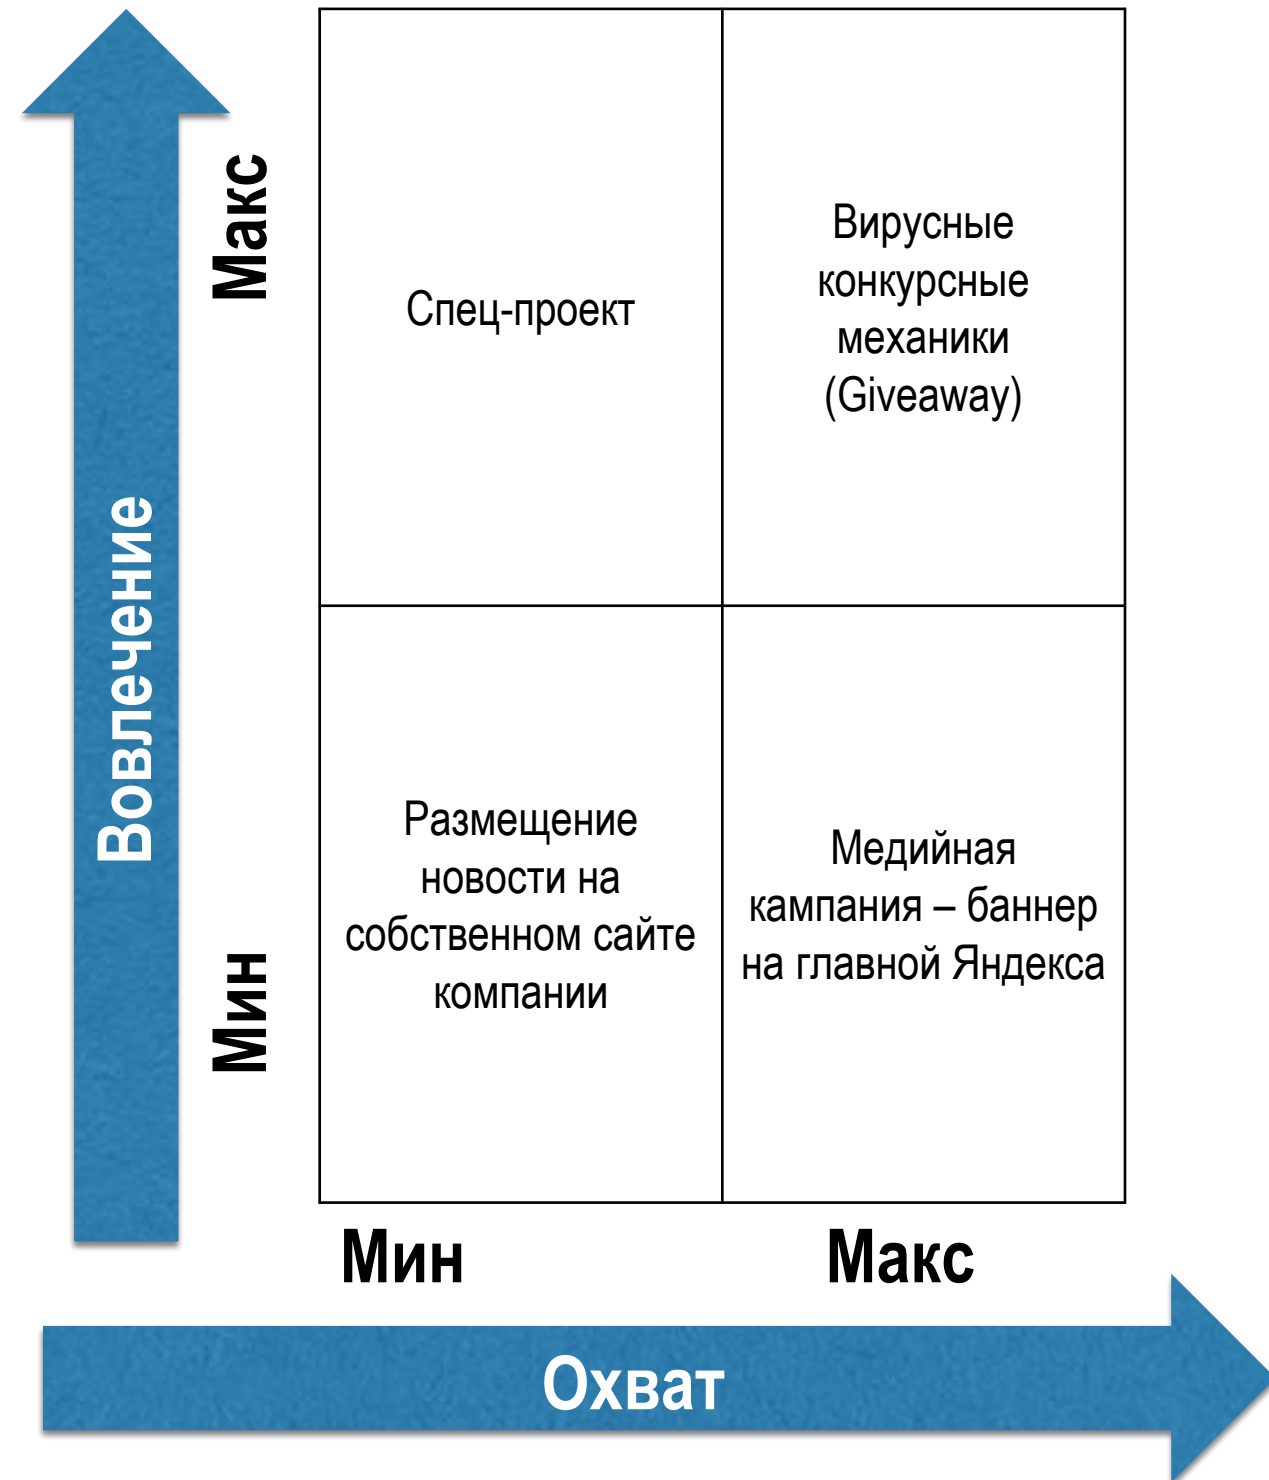 Вовлечение
Макс
Мин
Спец-проект
Вирусные
конкурсные
механики
(Giveaway)
Размещение
новости на
собственном сайте
компании
Медийная
кампания – баннер
на главной Яндекса
Мин
Макс
Охват